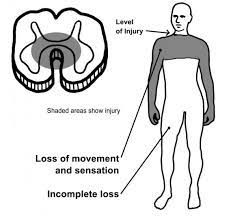 Level
of Injury
Shaded areas show injury
Loss of movement
and sensation
Incomplete loss